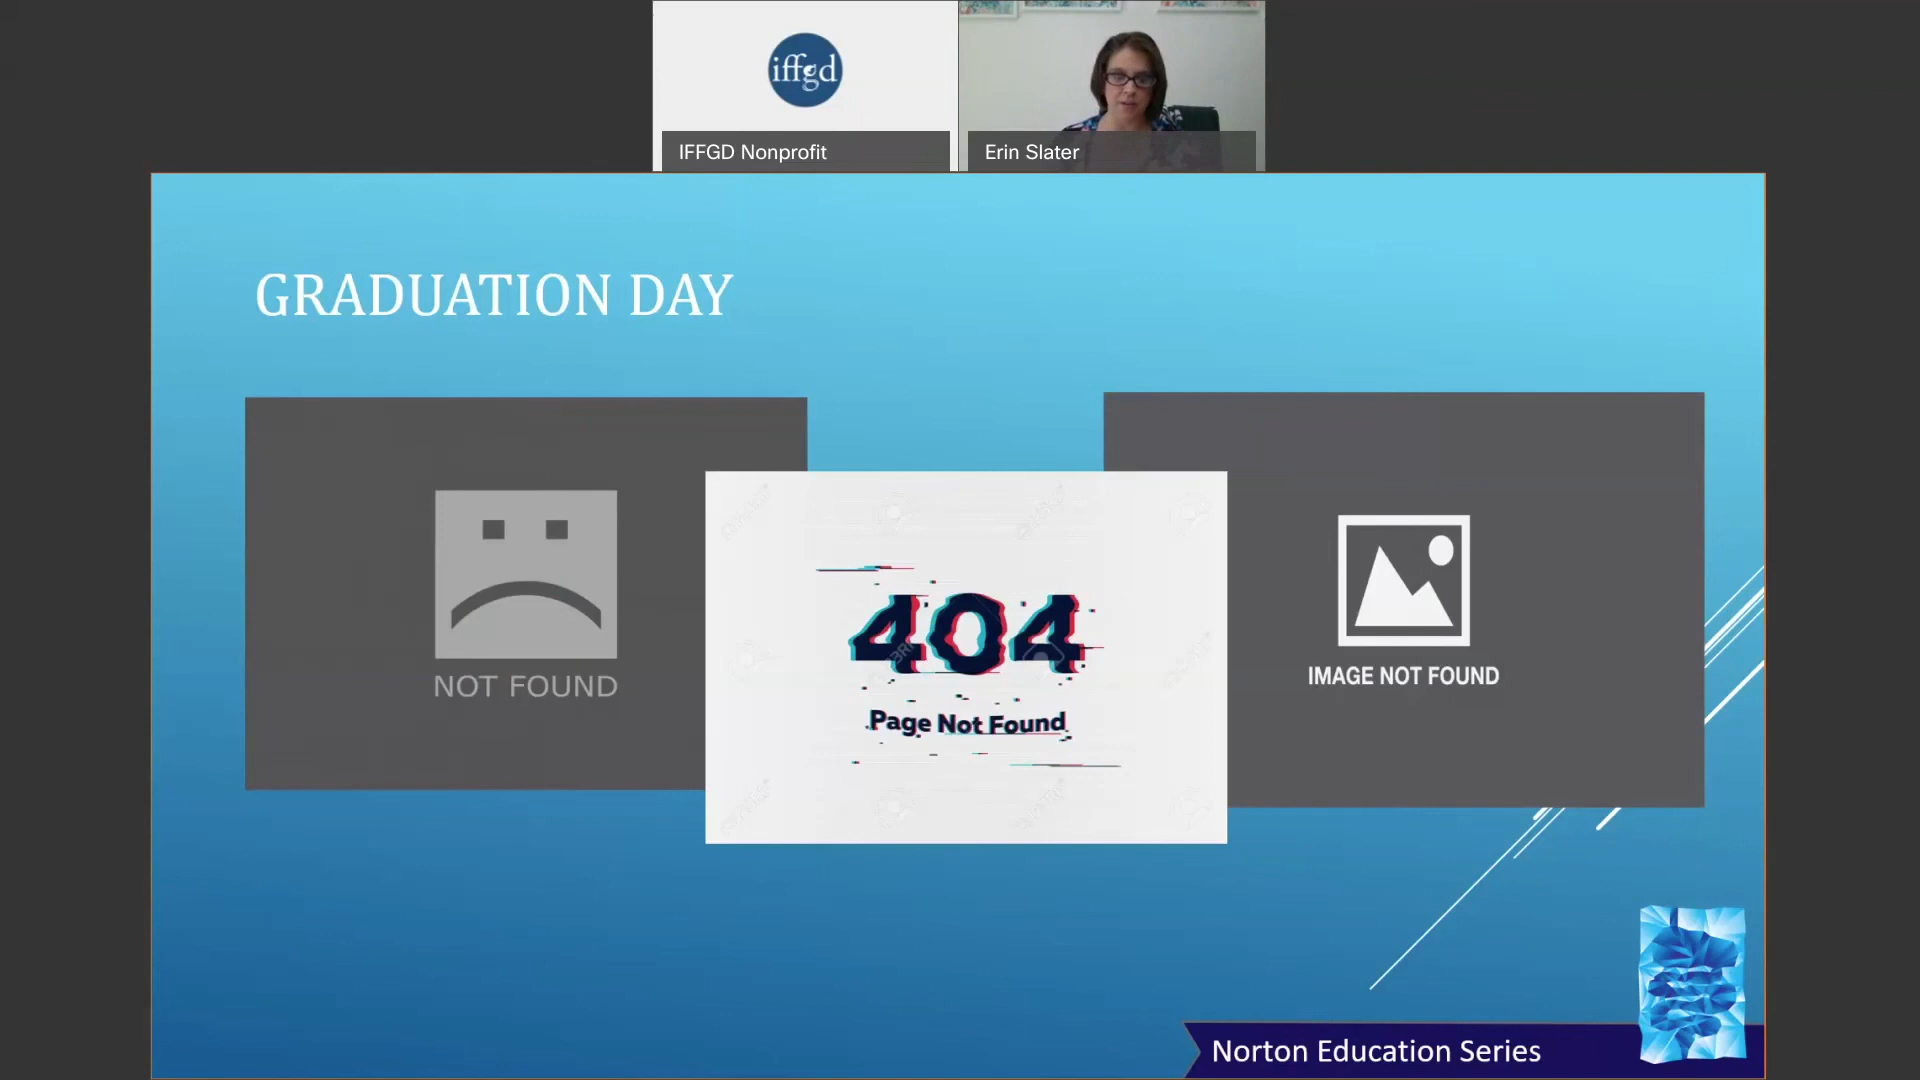 iffgd
IFFGD Nonprofit
Erin Slater
GRADUATION DAY
NOT FOUND
404
Page Not Found
IMAGE NOT FOUND
Norton Education Series